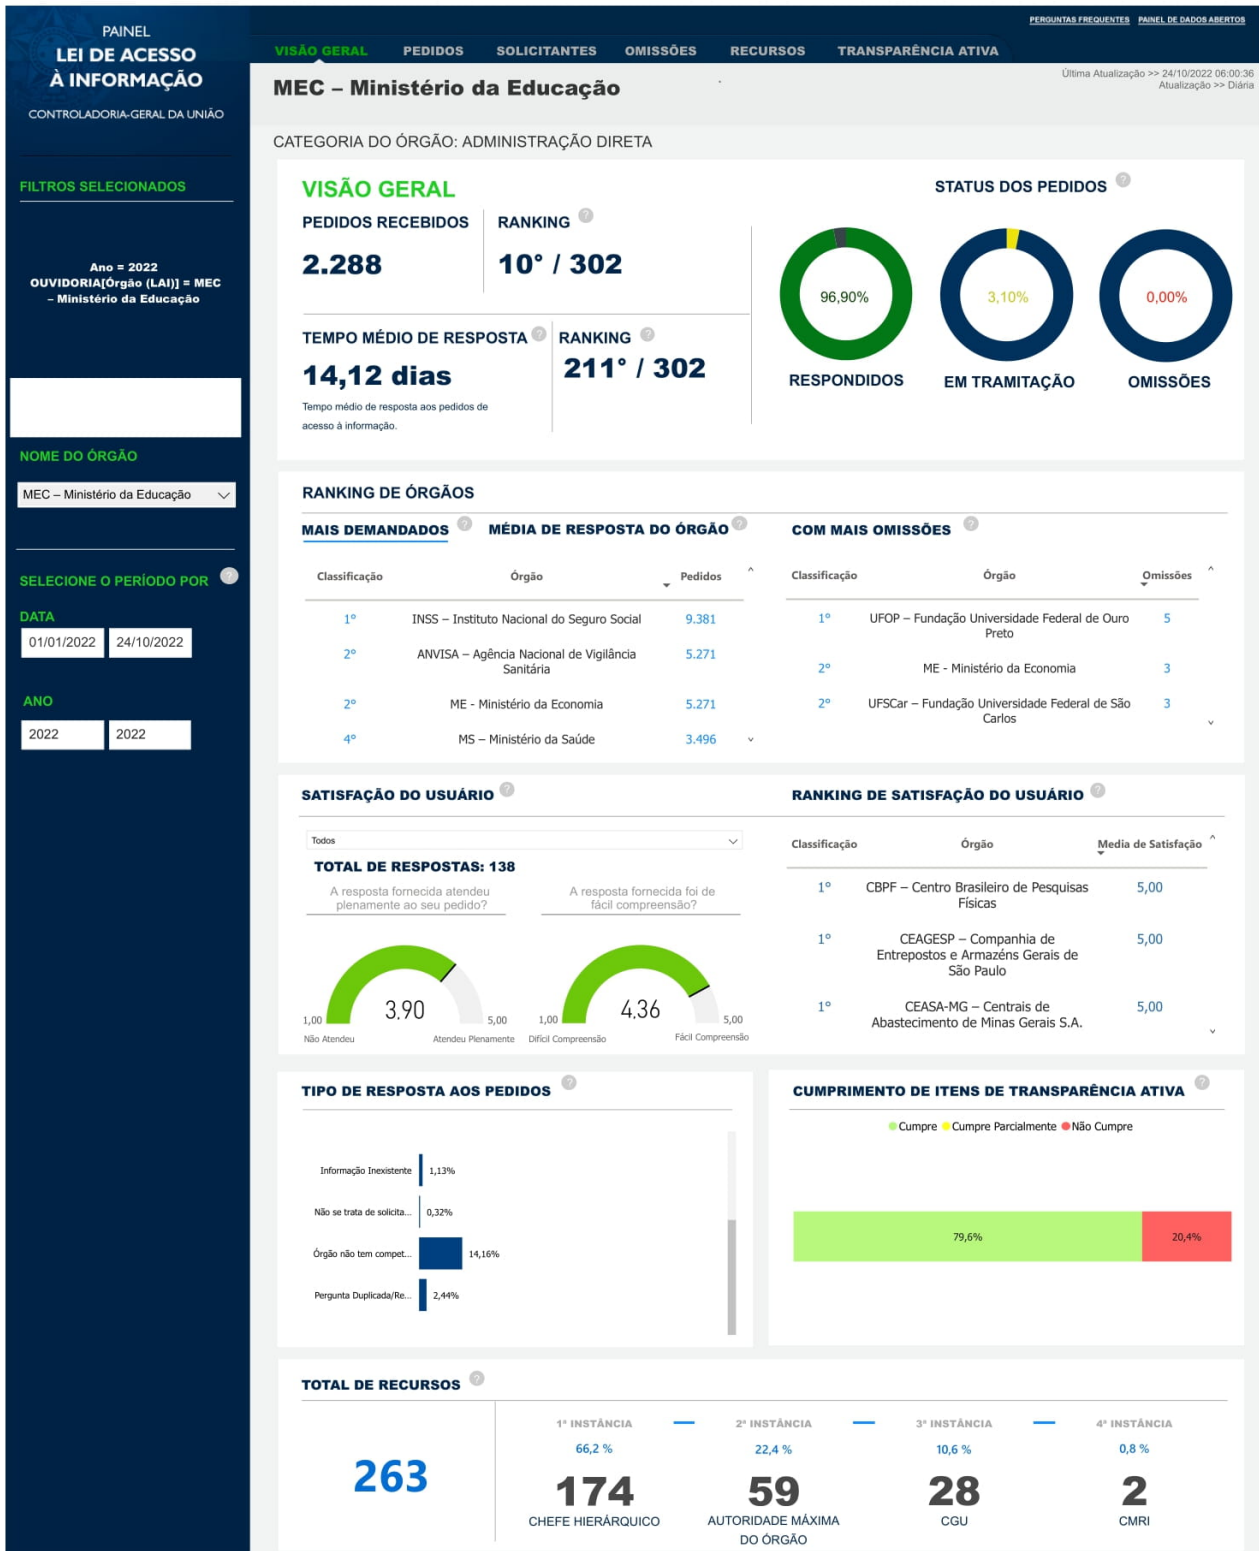 PERGUNTAS FREQUENTES PAINEL DE DADOS ABERTOS
PAINEL
LEI DE ACESSO
À INFORMAÇÃO
CONTROLADORIA-GERAL DA UNIÃO
VISÃO GERAL PEDIDOS SOLICITANTES OMISSÕES RECURSOS TRANSPARÊNCIA ATIVA
MEC – Ministério da Educação
Última Atualização >> 24/10/2022 06:00:36
Atualização >> Diária
CATEGORIA DO ÓRGÃO: ADMINISTRAÇÃO DIRETA
FILTROS SELECIONADOS
Ano = 2022
OUVIDORIA[Órgão (LAI)] = MEC
– Ministério da Educação
NOME DO ÓRGÃO
MEC – Ministério da Educação
SELECIONE O PERÍODO POR ?
DATA
01/01/2022 24/10/2022
ANO
2022 2022
VISÃO GERAL
PEDIDOS RECEBIDOS
2.288
RANKING ?
10° / 302
TEMPO MÉDIO DE RESPOSTA ?
14,12 dias
Tempo médio de resposta aos pedidos de
acesso à informação.
RANKING ?
211° / 302
STATUS DOS PEDIDOS ?
96,90% 3,10% 0,00%
RESPONDIDOS EM TRAMITAÇÃO OMISSÕES
RANKING DE ÓRGÃOS
MAIS DEMANDADOS ? MÉDIA DE RESPOSTA DO ÓRGÃO ?
Classificação Órgão Pedidos
1º INSS – Instituto Nacional do Seguro Social 9.381
2º ANVISA – Agência Nacional de Vigilância 5.271
Sanitária
2º ME - Ministério da Economia 5.271
4º MS – Ministério da Saúde 3.496
COM MAIS OMISSÕES ?
Classificação Órgão Omissões
1º UFOP – Fundação Universidade Federal de Ouro 5
Preto
2º ME - Ministério da Economia 3
2º UFSCar – Fundação Universidade Federal de São 3
Carlos
SATISFAÇÃO DO USUÁRIO ?
Todos
TOTAL DE RESPOSTAS: 138
A resposta fornecida atendeu
plenamente ao seu pedido?
3,90
1,00 5,00
Não Atendeu Atendeu Plenamente
A resposta fornecida foi de
fácil compreensão?
4,36
1,00 5,00
Difícil Compreensão Fácil Compreensão
RANKING DE SATISFAÇÃO DO USUÁRIO ?
Classificação Órgão Media de Satisfação
1º CBPF – Centro Brasileiro de Pesquisas 5,00
Físicas
1º CEAGESP – Companhia de 5,00
Entrepostos e Armazéns Gerais de
São Paulo
1º CEASA-MG – Centrais de 5,00
Abastecimento de Minas Gerais S.A.
TIPO DE RESPOSTA AOS PEDIDOS ?
Informação Inexistente 1,13%
Não se trata de solicita... 0,32%
Órgão não tem compet... 14,16%
Pergunta Duplicada/Re... 2,44%
CUMPRIMENTO DE ITENS DE TRANSPARÊNCIA ATIVA ?
Cumpre Cumpre Parcialmente Não Cumpre
79,6% 20,4%
TOTAL DE RECURSOS ?
263
1ª INSTÂNCIA 2ª INSTÂNCIA 3ª INSTÂNCIA 4ª INSTÂNCIA
66,2 % 22,4 % 10,6 % 0,8 %
174 59 28 2
CHEFE HIERÁRQUICO AUTORIDADE MÁXIMA CGU CMRI
DO ÓRGÃO